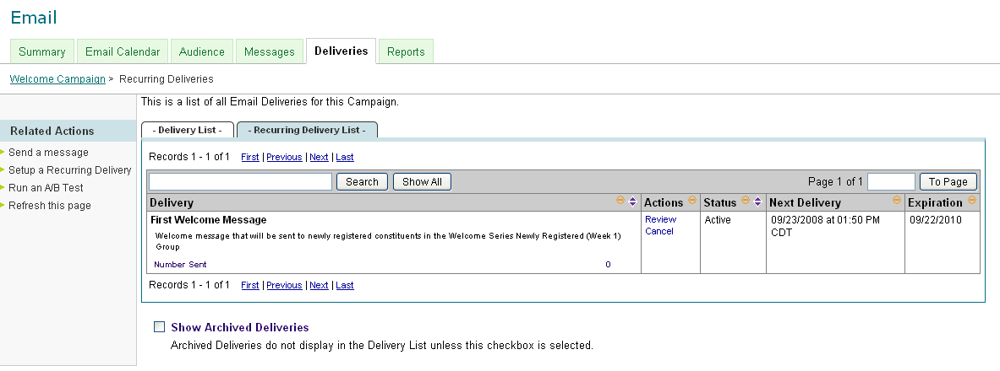 Email
Summary Email Calendar Audience Messages Deliveries Reports
Welcome Campaign > Recurring Deliveries
This is a list of all Email Deliveries for this Campaign.
Related Actions
Send a message
Setup a Recurring Delivery
Run an A/B Test
Refresh this page
- Delivery List - - Recurring Delivery List -
Records 1 - 1 of 1 First | Previous | Next | Last
Search Show All Page 1 of 1 To Page
Delivery Actions Status Next Delivery Expiration
First Welcome Message Review Active 09/23/2008 at 01:50 PM 09/22/2010
Cancel CDT
Welcome message that will be sent to newly registered constituents in the Welcome Series Newly Registered (Week 1)
Group
Number Sent 0
Records 1 - 1 of 1 First | Previous | Next | Last
Show Archived Deliveries
Archived Deliveries do not display in the Delivery List unless this checkbox is selected.